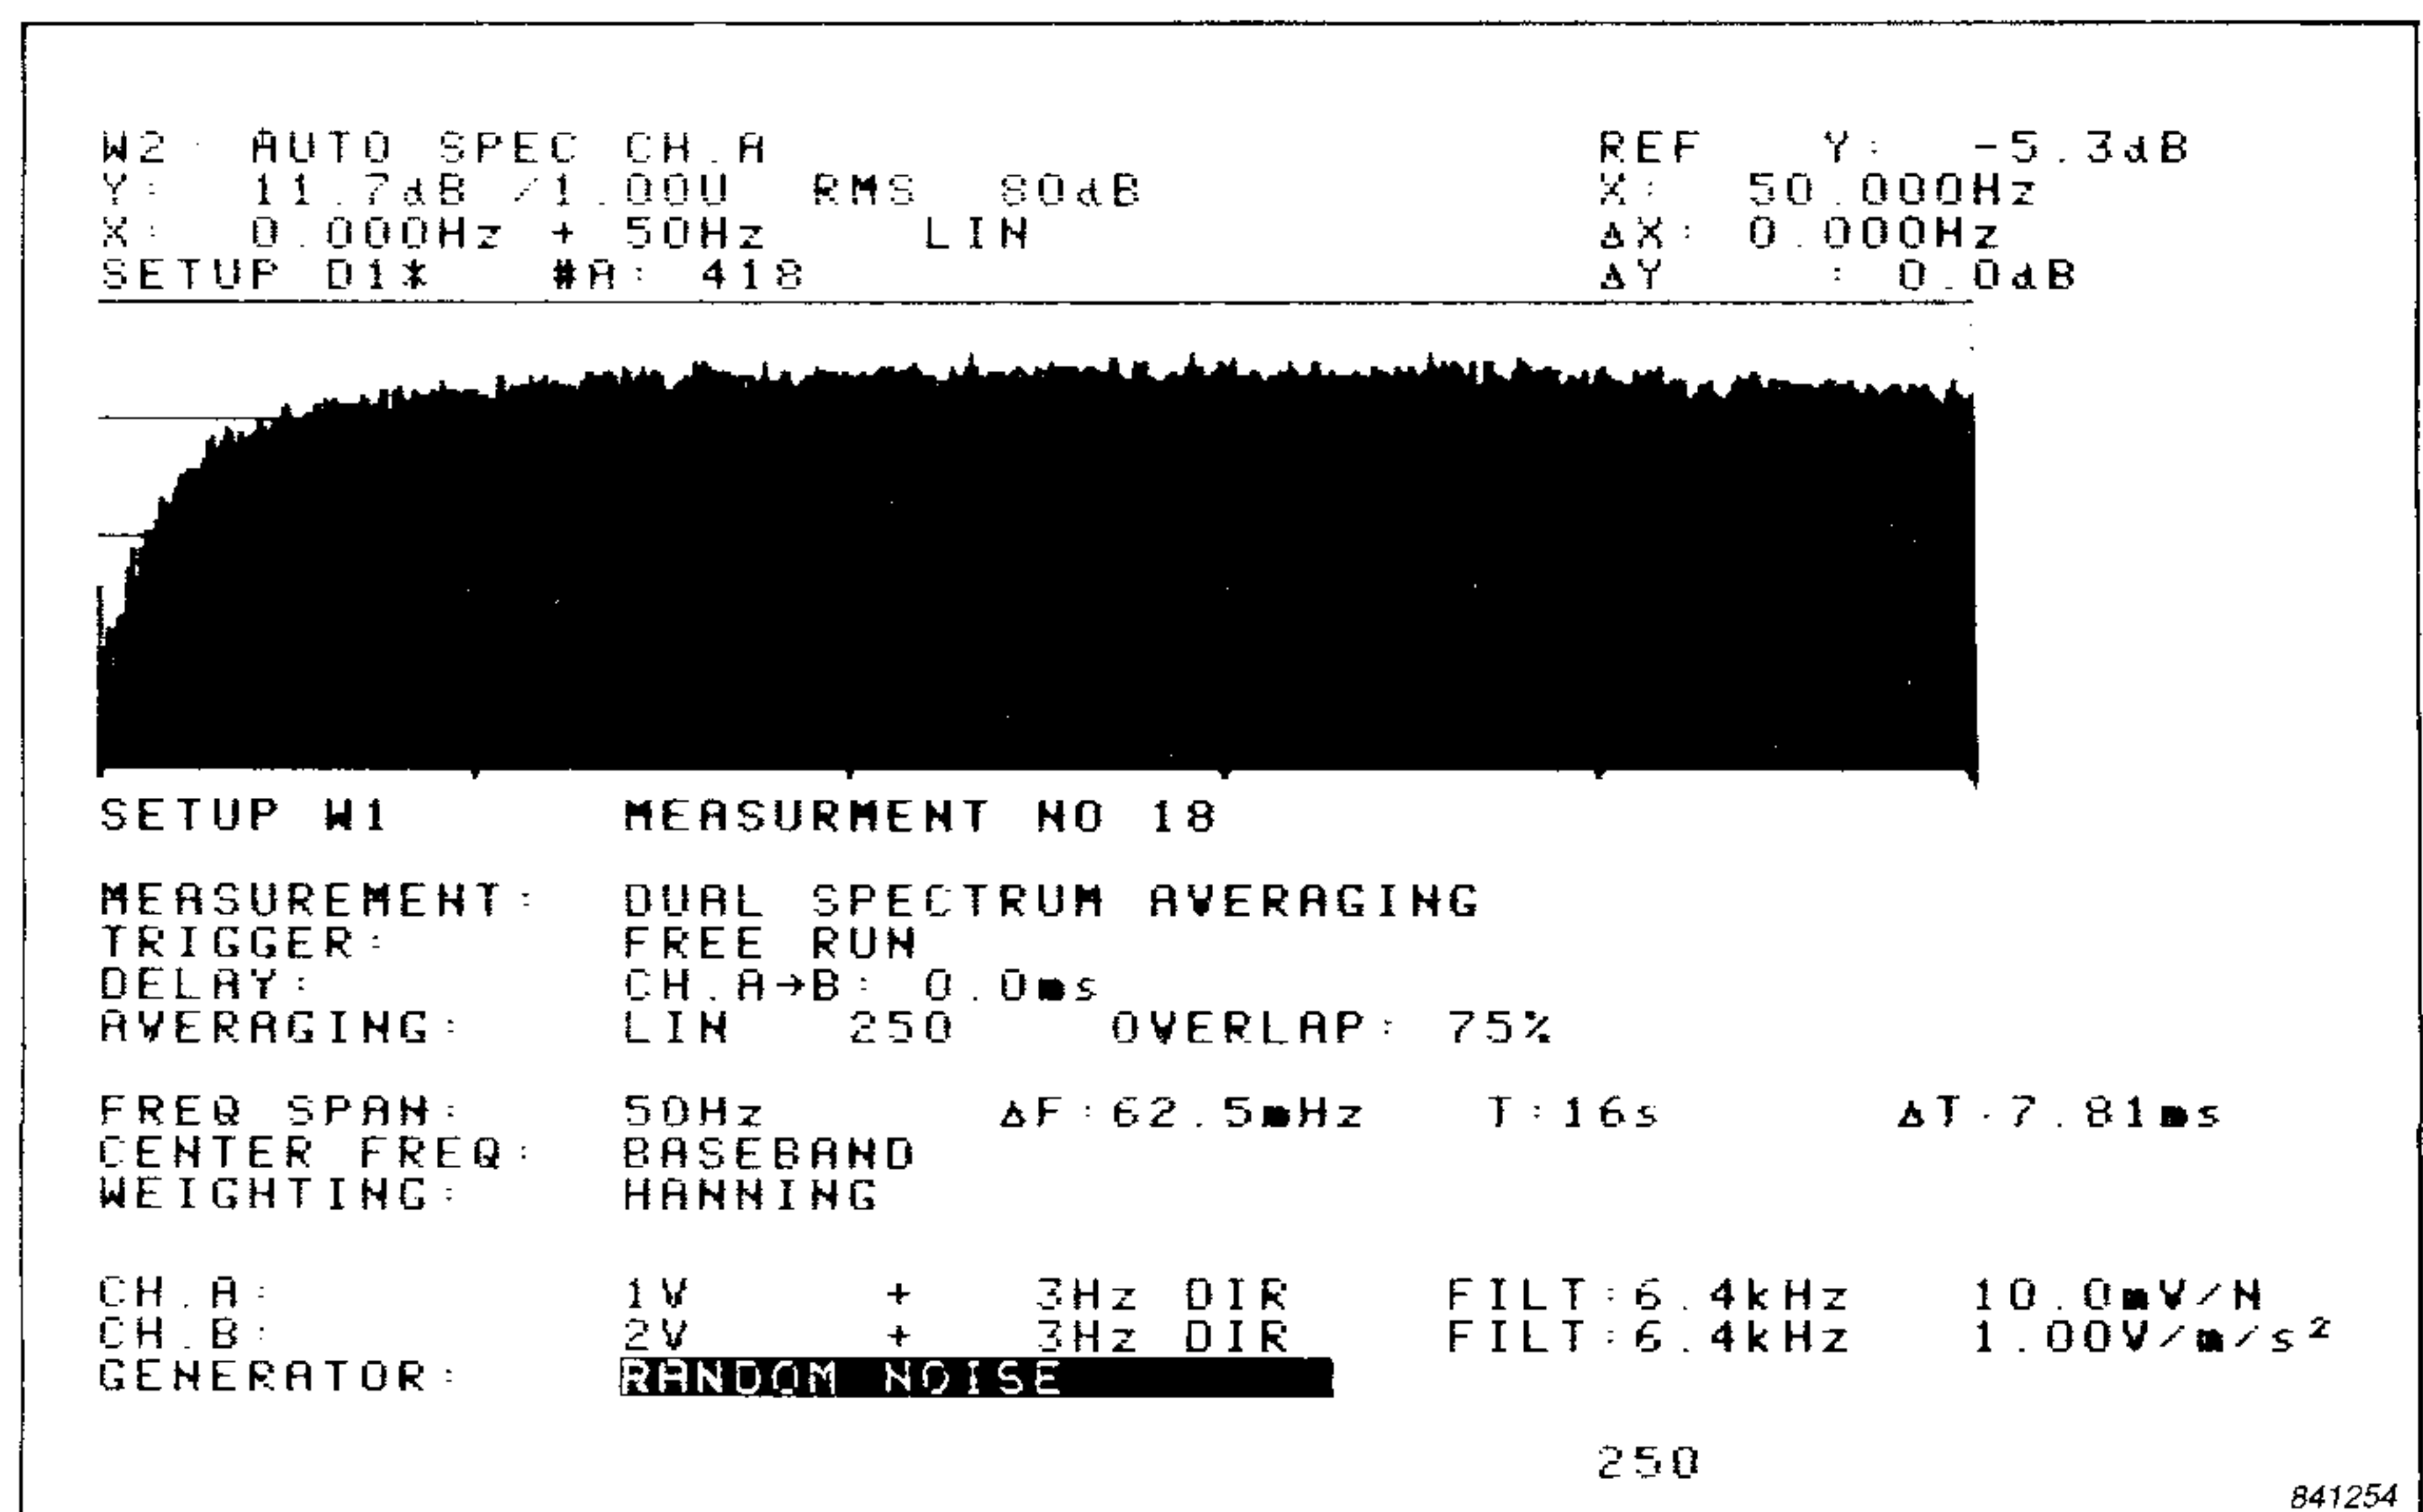 W2: AUTO SPEC CH.A REF Y: -5.3dB
Y: 11.7dB /1.00U RMS 80dB X: 50.000Hz
X: 0.000Hz + 50Hz LIN ΔX: 0.000Hz
SETUP D1* #A: 418 ΔY : 0.0dB
SETUP W1 MEASURMENT NO 18
MEASUREMENT: DUAL SPECTRUM AVERAGING
TRIGGER: FREE RUN
DELAY: CH.A→B: 0.0ms
AVERAGING: LIN 250 OVERLAP: 75%
FREQ SPAN: 50Hz ΔF:62.5mHz T:16s ΔT:7.81ms
CENTER FREQ: BASEBAND
WEIGHTING: HANNING
CH.A: 1V + 3Hz DIR FILT:6.4kHz 10.0mV/N
CH.B: 2V + 3Hz DIR FILT:6.4kHz 1.00V/m/s²
GENERATOR: RANDOM NOISE
250
841254